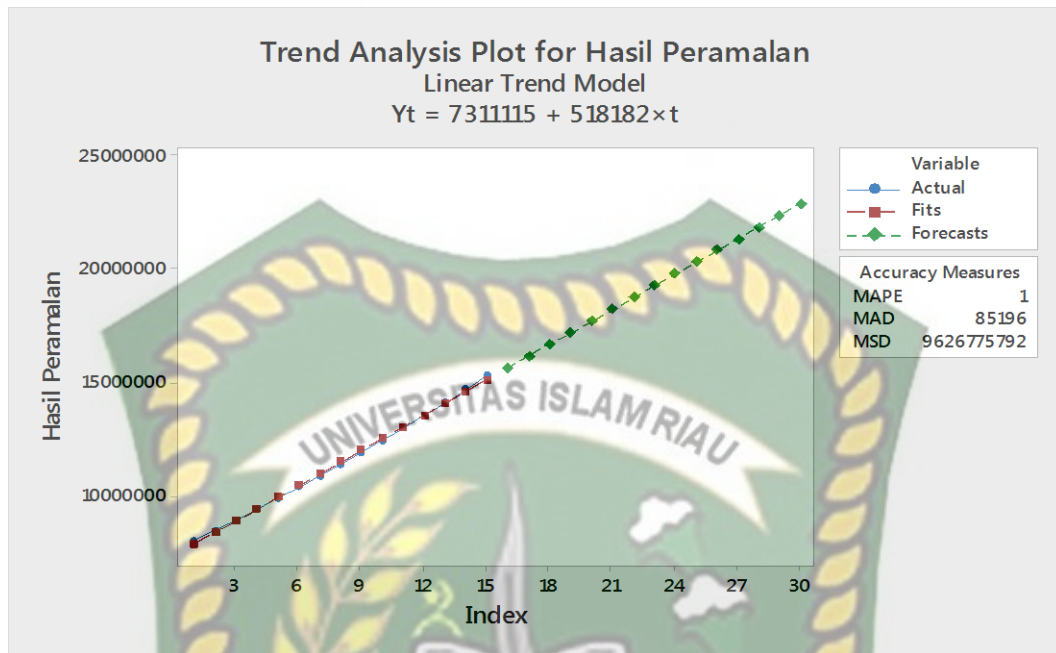 Trend Analysis Plot for Hasil Peramalan
Linear Trend Model
Yt = 7311115 + 518182×t
25000000
20000000
15000000
10000000
Hasil Peramalan
3 6 9 12 15 18 21 24 27 30
Index
Variable
Actual
Fits
Forecasts
Accuracy Measures
MAPE 1
MAD 85196
MSD 9626775792
UNIVERSITAS ISLAM RIAU